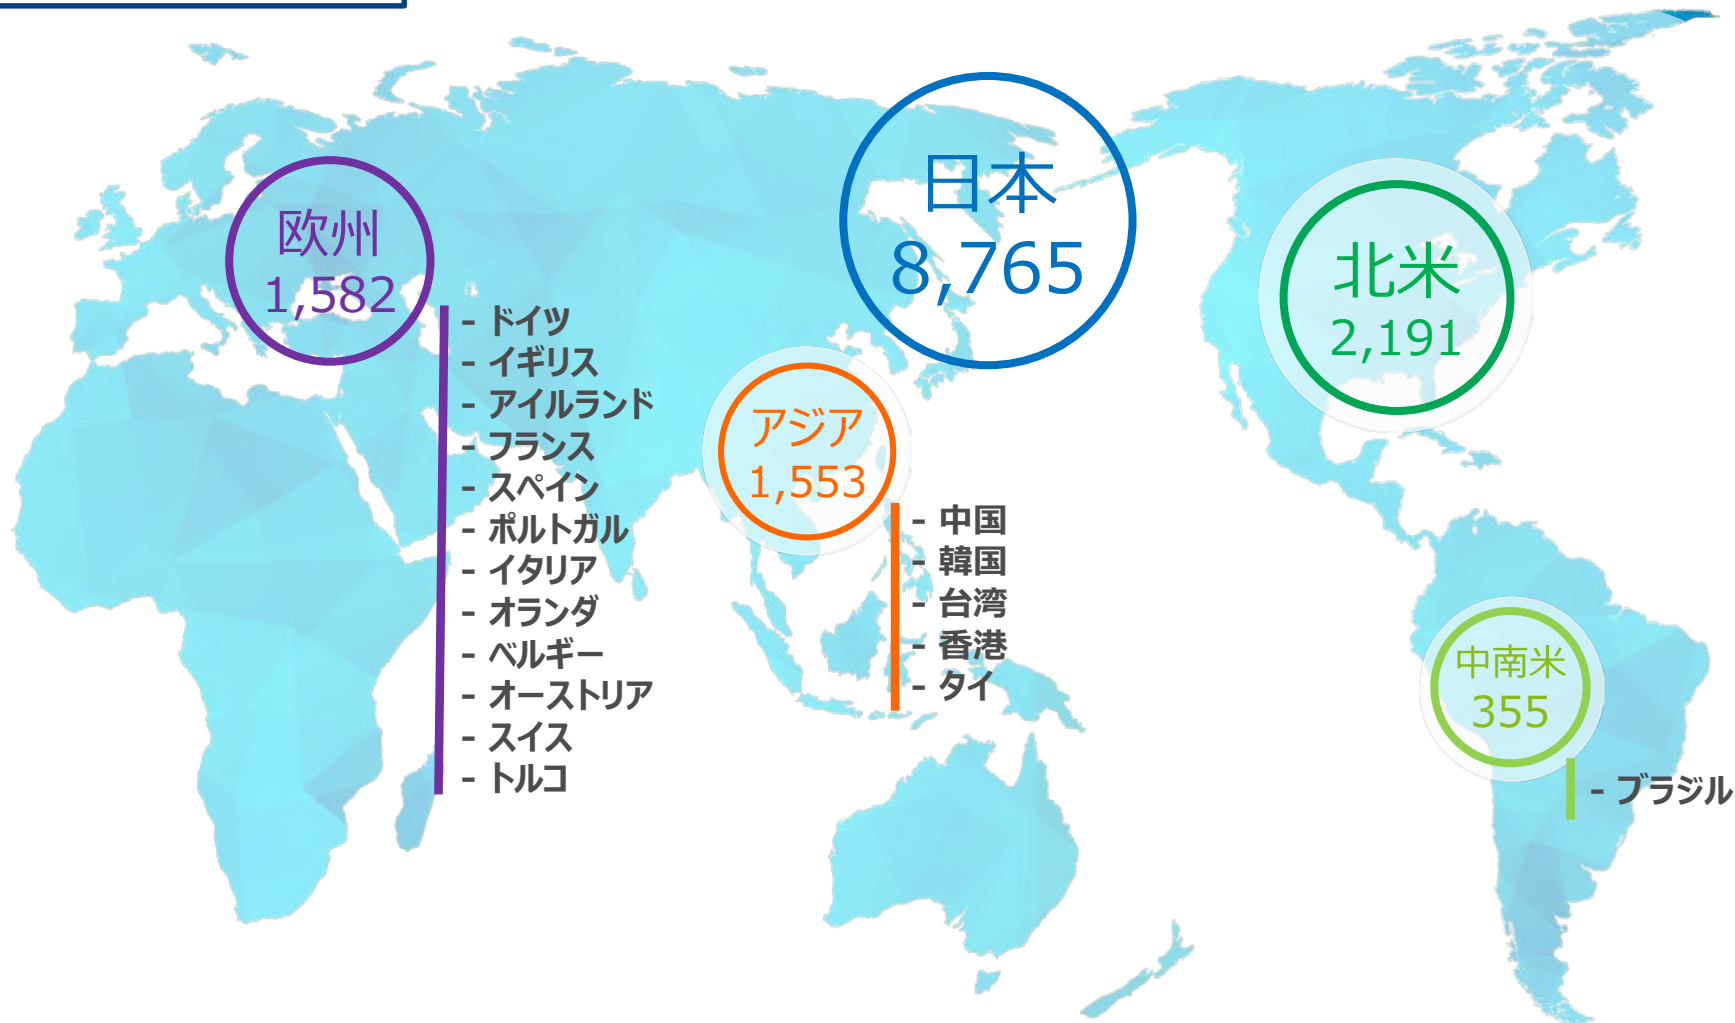 欧州
1,582
- ドイツ
- イギリス
- アイルランド
- フランス
- スペイン
- ポルトガル
- イタリア
- オランダ
- ベルギー
- オーストリア
- スイス
- トルコ
日本
8,765
アジア
1,553
- 中国
- 韓国
- 台湾
- 香港
- タイ
北米
2,191
中南米
355
- ブラジル